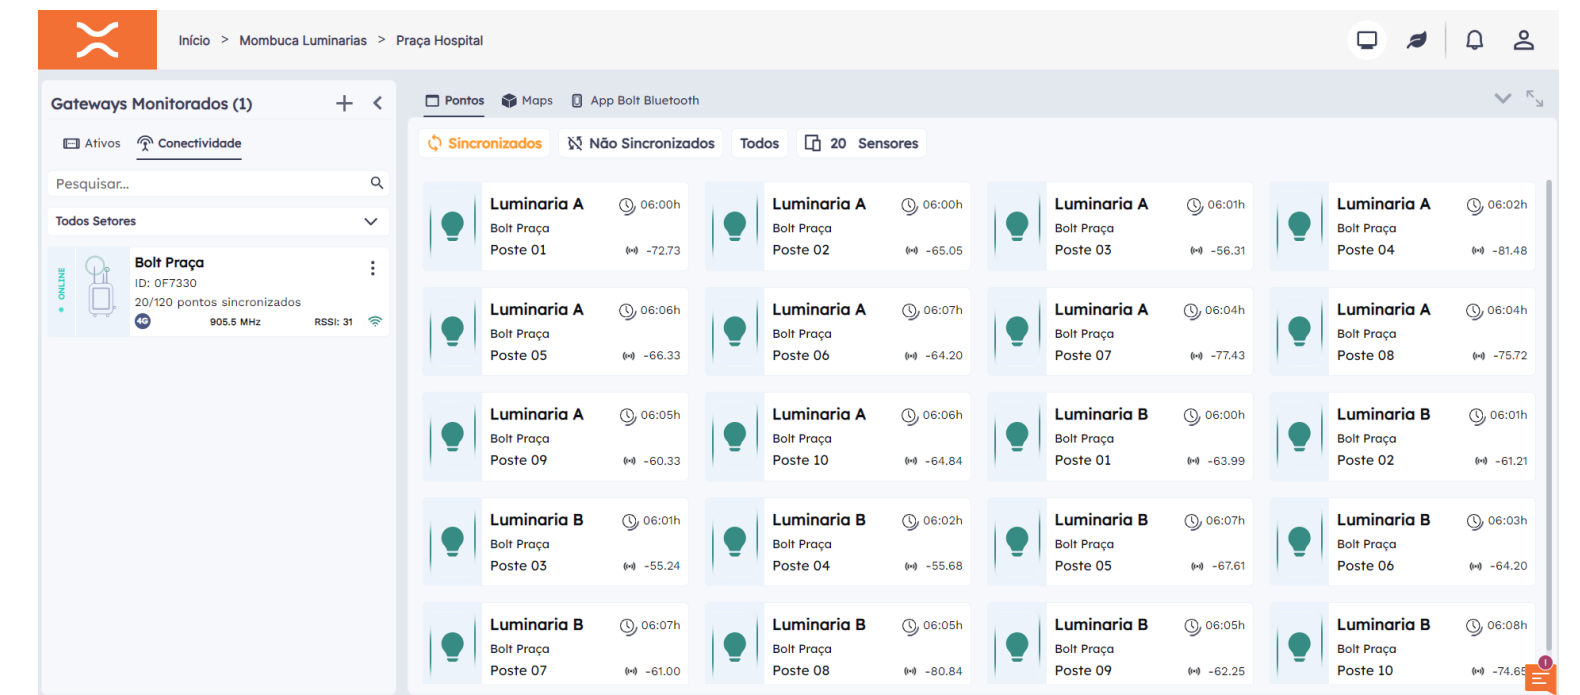 Início > Mombuca Luminarias > Praça Hospital
Gateways Monitorados (1)
Ativos Conectividade
Pesquisar...
Todos Setores
ONLINE
Bolt Praça
ID: 0F7330
20/120 pontos sincronizados
4G 905.5 MHz RSSI: 31
Pontos Maps App Bolt Bluetooth
Sincronizados Não Sincronizados Todos 20 Sensores
Luminaria A 06:00h
Bolt Praça
Poste 01 -72.73
Luminaria A 06:00h
Bolt Praça
Poste 02 -65.05
Luminaria A 06:01h
Bolt Praça
Poste 03 -56.31
Luminaria A 06:02h
Bolt Praça
Poste 04 -81.48
Luminaria A 06:06h
Bolt Praça
Poste 05 -66.33
Luminaria A 06:07h
Bolt Praça
Poste 06 -64.20
Luminaria A 06:04h
Bolt Praça
Poste 07 -77.43
Luminaria A 06:04h
Bolt Praça
Poste 08 -75.72
Luminaria A 06:05h
Bolt Praça
Poste 09 -60.33
Luminaria A 06:06h
Bolt Praça
Poste 10 -64.84
Luminaria B 06:00h
Bolt Praça
Poste 01 -63.99
Luminaria B 06:01h
Bolt Praça
Poste 02 -61.21
Luminaria B 06:01h
Bolt Praça
Poste 03 -55.24
Luminaria B 06:02h
Bolt Praça
Poste 04 -55.68
Luminaria B 06:07h
Bolt Praça
Poste 05 -67.61
Luminaria B 06:03h
Bolt Praça
Poste 06 -64.20
Luminaria B 06:07h
Bolt Praça
Poste 07 -61.00
Luminaria B 06:05h
Bolt Praça
Poste 08 -80.84
Luminaria B 06:05h
Bolt Praça
Poste 09 -62.25
Luminaria B 06:08h
Bolt Praça
Poste 10 -74.65